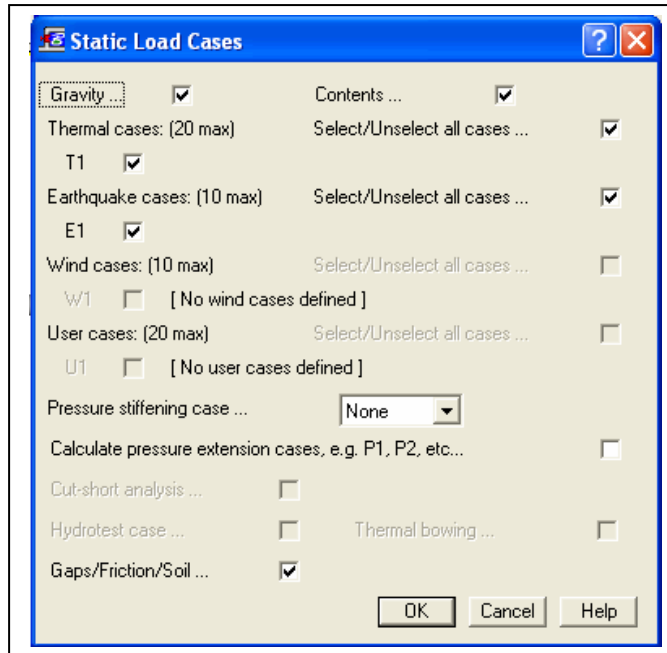 Static Load Cases
Gravity ... Contents ...
Thermal cases: (20 max) Select/Unselect all cases ...
T1
Earthquake cases: (10 max) Select/Unselect all cases ...
E1
Wind cases: (10 max) Select/Unselect all cases ...
W1 [ No wind cases defined ]
User cases: (20 max) Select/Unselect all cases ...
U1 [ No user cases defined ]
Pressure stiffening case ... None
Calculate pressure extension cases, e.g. P1, P2, etc...
Cut-short analysis ...
Hydrotest case ... Thermal bowing ...
Gaps/Friction/Soil ...
OK Cancel Help